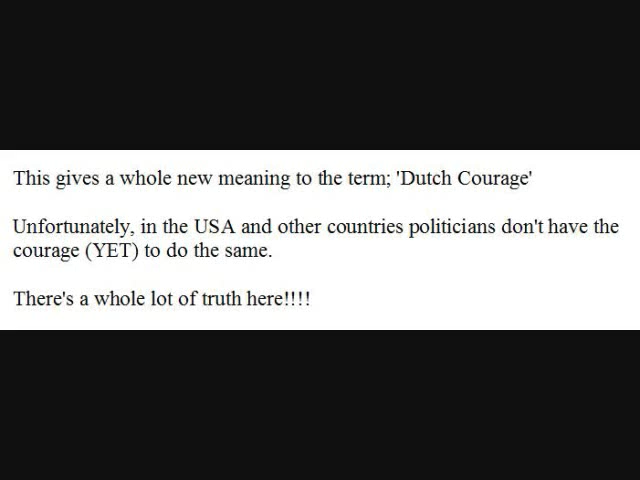 This gives a whole new meaning to the term; 'Dutch Courage'
Unfortunately, in the USA and other countries politicians don't have the
courage (YET) to do the same.
There's a whole lot of truth here!!!!